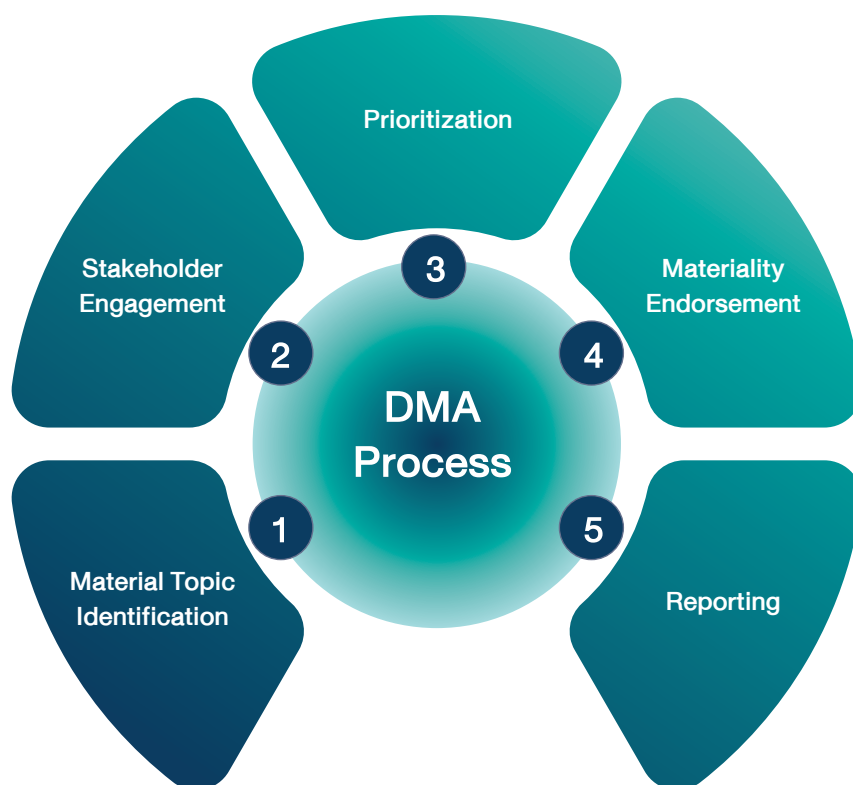 DMA
Process
1
Material Topic
Identification
2
Stakeholder
Engagement
3
Prioritization
4
Materiality
Endorsement
5
Reporting